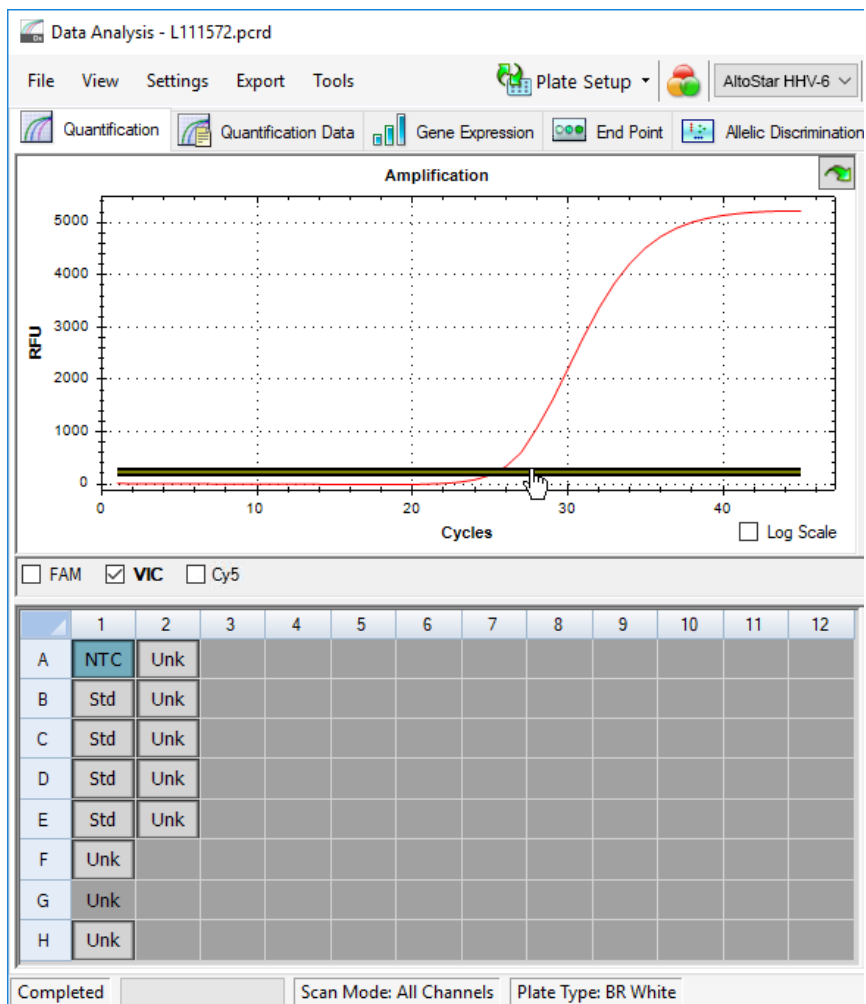 Data Analysis - L111572.pcrd
File View Settings Export Tools Plate Setup AltoStar HHV-6
Quantification Quantification Data Gene Expression End Point Allelic Discrimination
Amplification
5000
4000
3000
2000
1000
0
RFU
0 10 20 30 40
Cycles
Log Scale
FAM VIC Cy5
1 2 3 4 5 6 7 8 9 10 11 12
A NTC Unk
B Std Unk
C Std Unk
D Std Unk
E Std Unk
F Unk
G Unk
H Unk
Completed Scan Mode: All Channels Plate Type: BR White